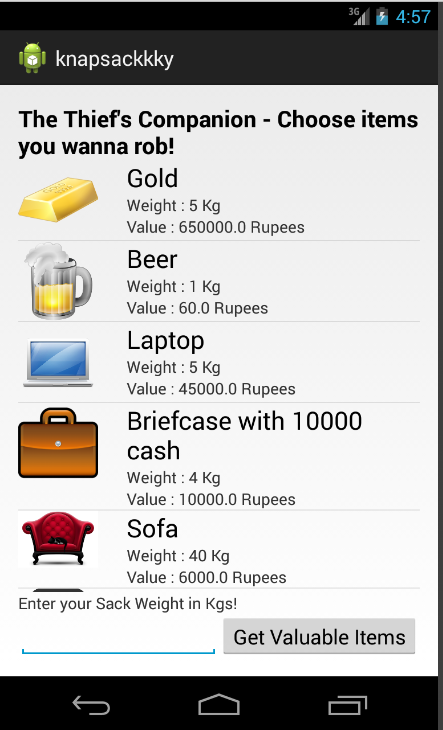 3G 4:57
knapsackkky
The Thief's Companion - Choose items
you wanna rob!
Gold
Weight : 5 Kg
Value : 650000.0 Rupees
Beer
Weight : 1 Kg
Value : 60.0 Rupees
Laptop
Weight : 5 Kg
Value : 45000.0 Rupees
Briefcase with 10000
cash
Weight : 4 Kg
Value : 10000.0 Rupees
Sofa
Weight : 40 Kg
Value : 6000.0 Rupees
Enter your Sack Weight in Kgs!
Get Valuable Items